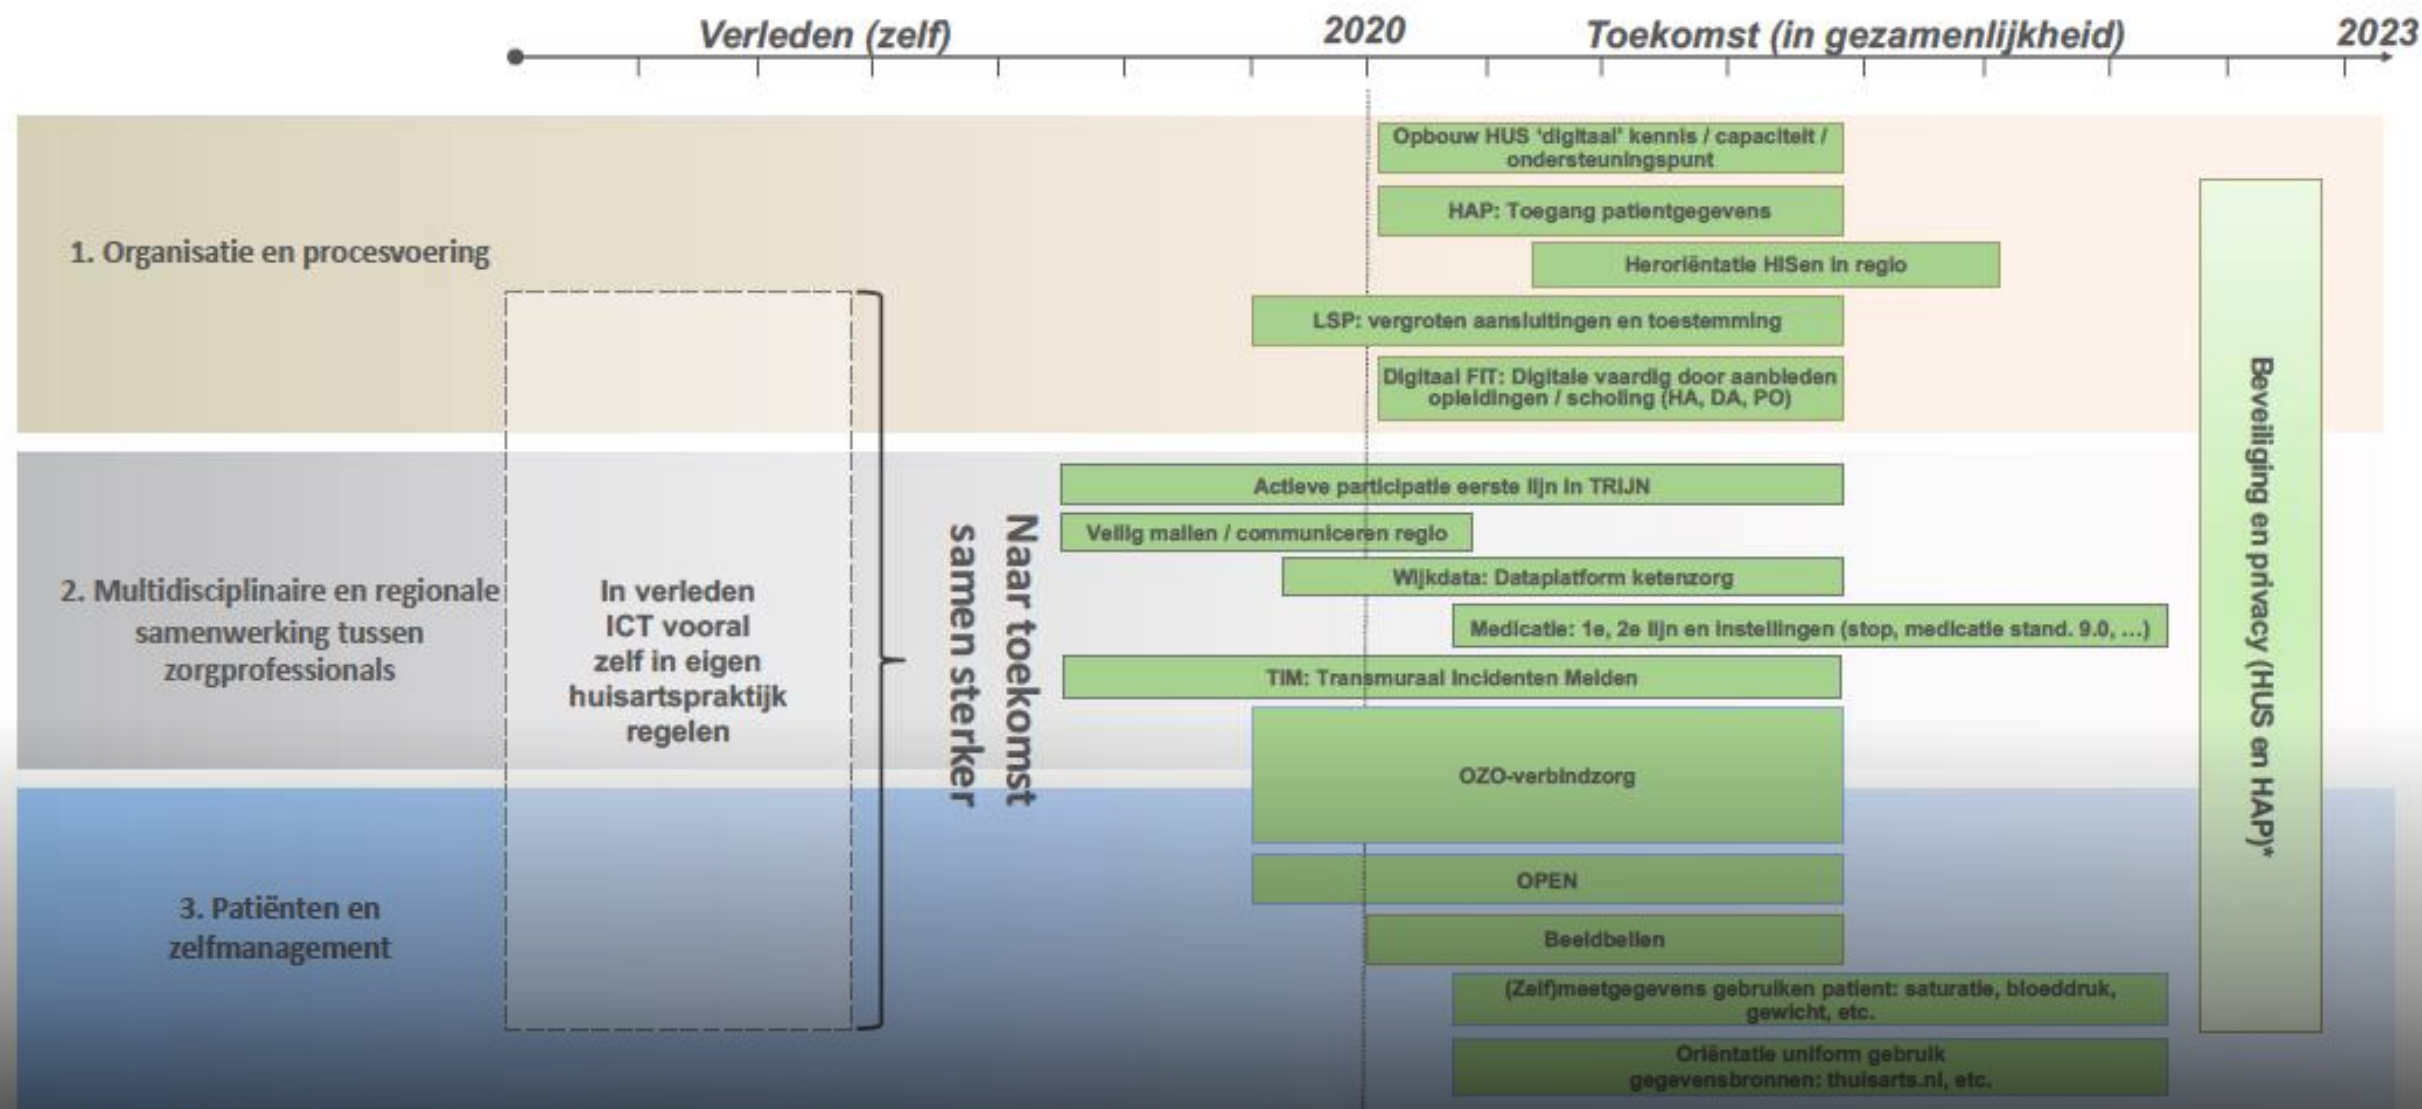 Verleden (zelf)
2020
Toekomst (in gezamenlijkheid)
2023
1. Organisatie en procesvoering
Opbouw HUS 'digitaal' kennis / capaciteit /
ondersteuningspunt
HAP: Toegang patientgegevens
Heroriëntatie HISen in regio
LSP: vergroten aansluitingen en toestemming
Digitaal FIT: Digitale vaardig door aanbieden
opleidingen / scholing (HA, DA, PO)
2. Multidisciplinaire en regionale
samenwerking tussen
zorgprofessionals
In verleden
ICT vooral
zelf in eigen
huisartspraktijk
regelen
Naar toekomst
samen sterker
Actieve participatie eerste lijn in TRIJN
Veilig mailen / communiceren regio
Wijkdata: Dataplatform ketenzorg
Medicatie: 1e, 2e lijn en instellingen (stop, medicatie stand. 9.0, ...)
TIM: Transmuraal Incidenten Melden
OZO-verbindzorg
3. Patiënten en
zelfmanagement
OPEN
Beeldbellen
(Zelf)meetgegevens gebruiken patient: saturatie, bloeddruk,
gewicht, etc.
Oriëntatie uniform gebruik
gegevensbronnen: thuisarts.nl, etc.
Beveiliging en privacy (HUS en HAP)*